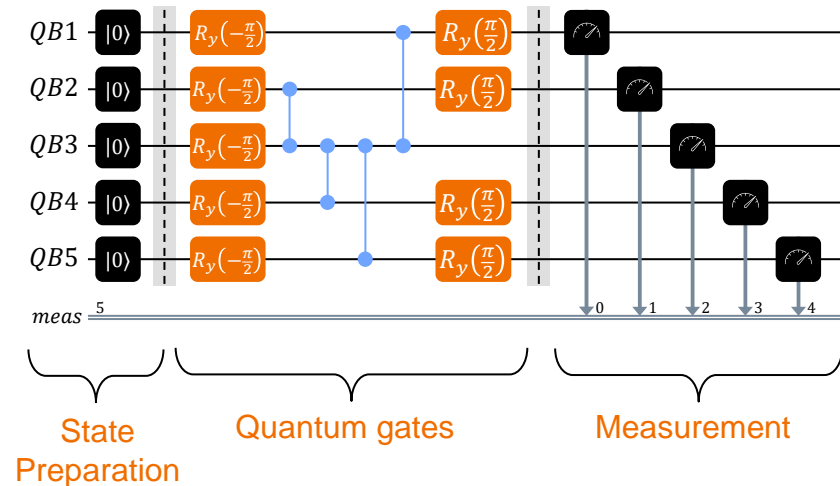 QB1 |0⟩ R_y(-π/2) R_y(π/2)
QB2 |0⟩ R_y(-π/2) R_y(π/2)
QB3 |0⟩ R_y(-π/2)
QB4 |0⟩ R_y(-π/2) R_y(π/2)
QB5 |0⟩ R_y(-π/2) R_y(π/2)
meas 5 0 1 2 3 4
State
Preparation
Quantum gates
Measurement